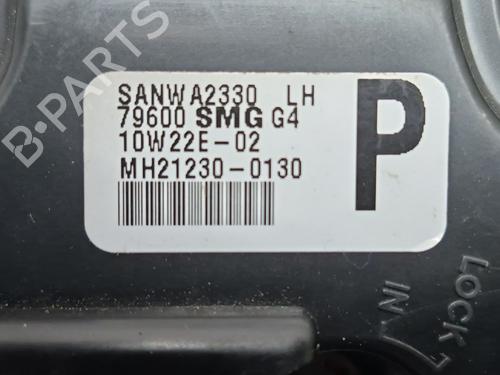 B-PARTS
SANWA2330 LH
79600 SMG G4
10W22E-02
MH21230-0130
P
LOCK
IN